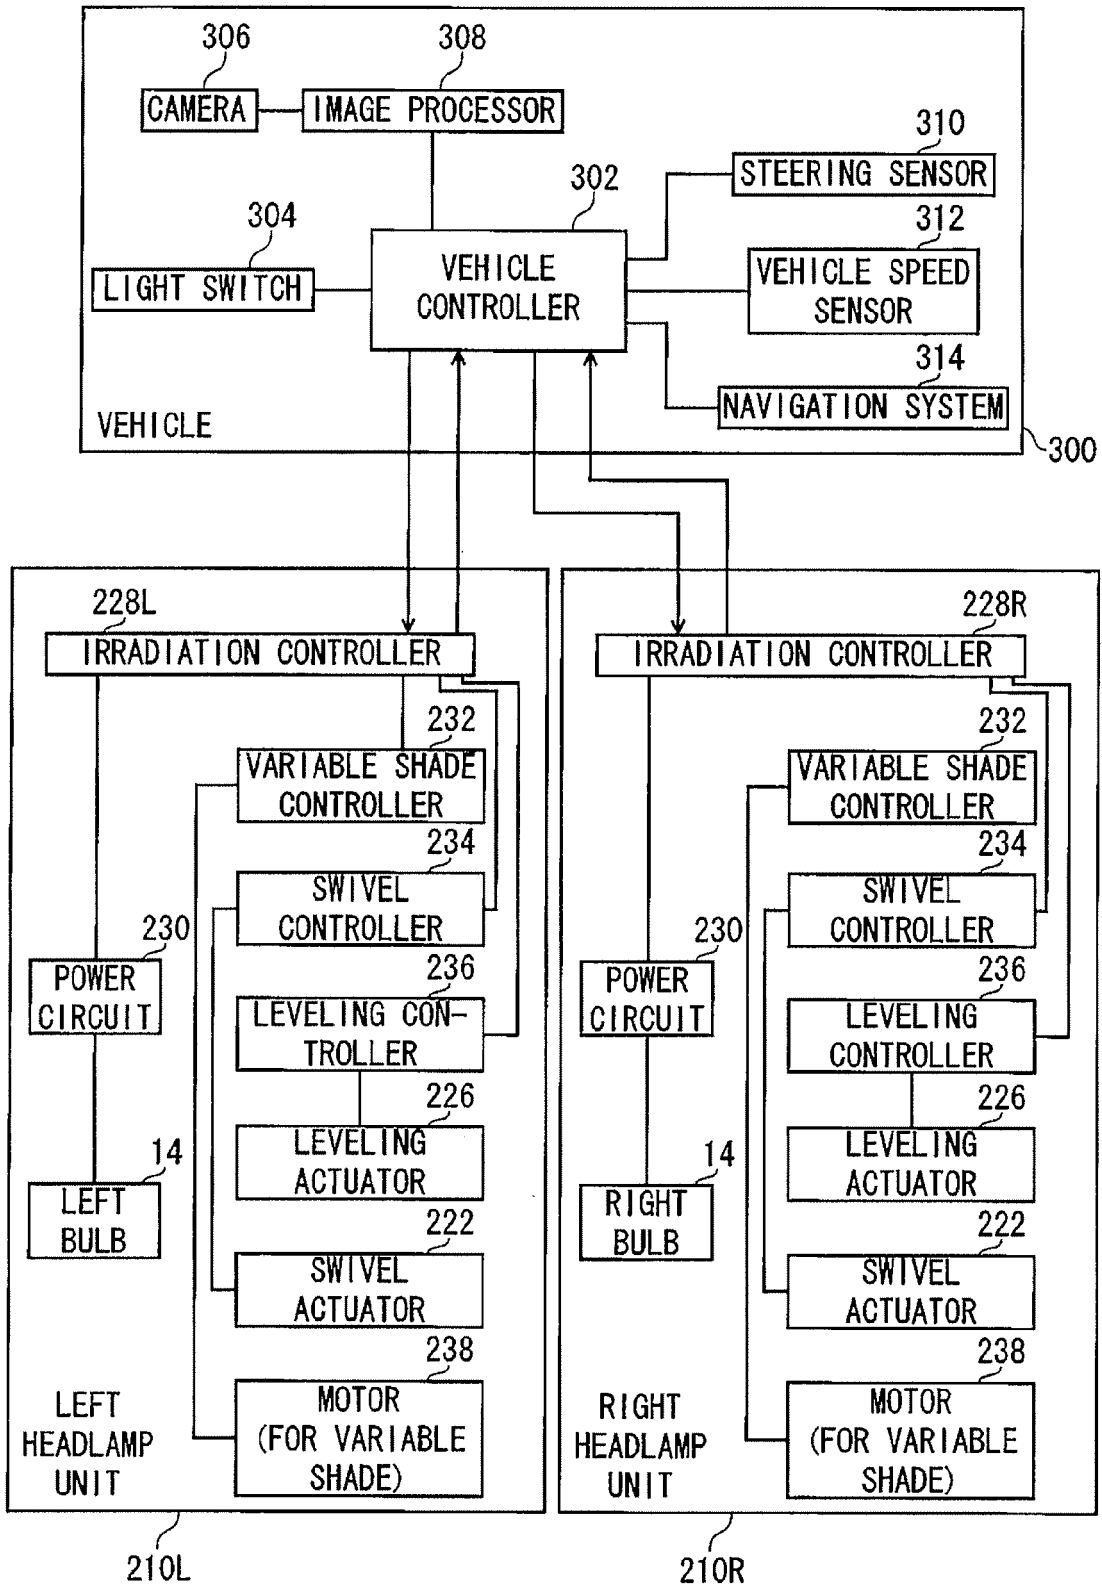 306
308
CAMERA
IMAGE PROCESSOR
310
STEERING SENSOR
302
304
312
LIGHT SWITCH
VEHICLE
CONTROLLER
VEHICLE SPEED
SENSOR
314
NAVIGATION SYSTEM
VEHICLE
300
228L
IRRADIATION CONTROLLER
232
VARIABLE SHADE
CONTROLLER
234
SWIVEL
CONTROLLER
230
POWER
CIRCUIT
236
LEVELING CON-
TROLLER
226
LEVELING
ACTUATOR
14
LEFT
BULB
222
SWIVEL
ACTUATOR
238
MOTOR
(FOR VARIABLE
SHADE)
LEFT
HEADLAMP
UNIT
210L
228R
IRRADIATION CONTROLLER
232
VARIABLE SHADE
CONTROLLER
234
SWIVEL
CONTROLLER
230
POWER
CIRCUIT
236
LEVELING
CONTROLLER
226
LEVELING
ACTUATOR
14
RIGHT
BULB
222
SWIVEL
ACTUATOR
238
MOTOR
(FOR VARIABLE
SHADE)
RIGHT
HEADLAMP
UNIT
210R